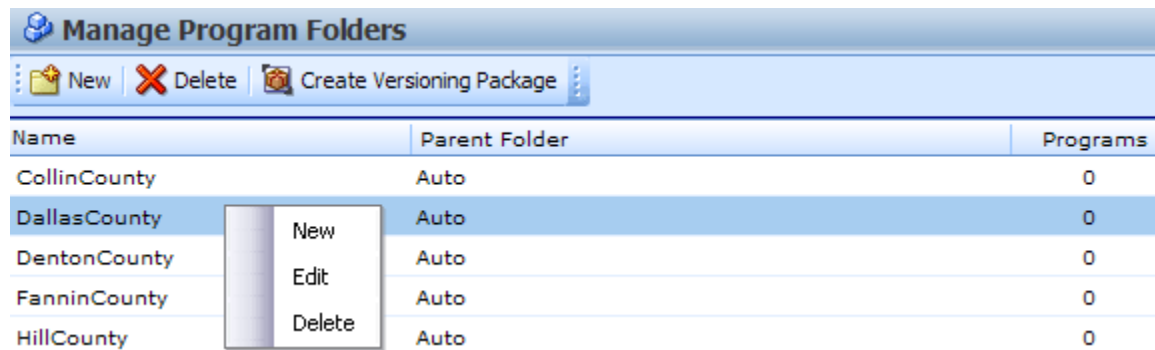 Manage Program Folders
New Delete Create Versioning Package
Name Parent Folder Programs
CollinCounty Auto 0
DallasCounty Auto 0
New
DentonCounty Auto 0
Edit
FanninCounty Auto 0
Delete
HillCounty Auto 0